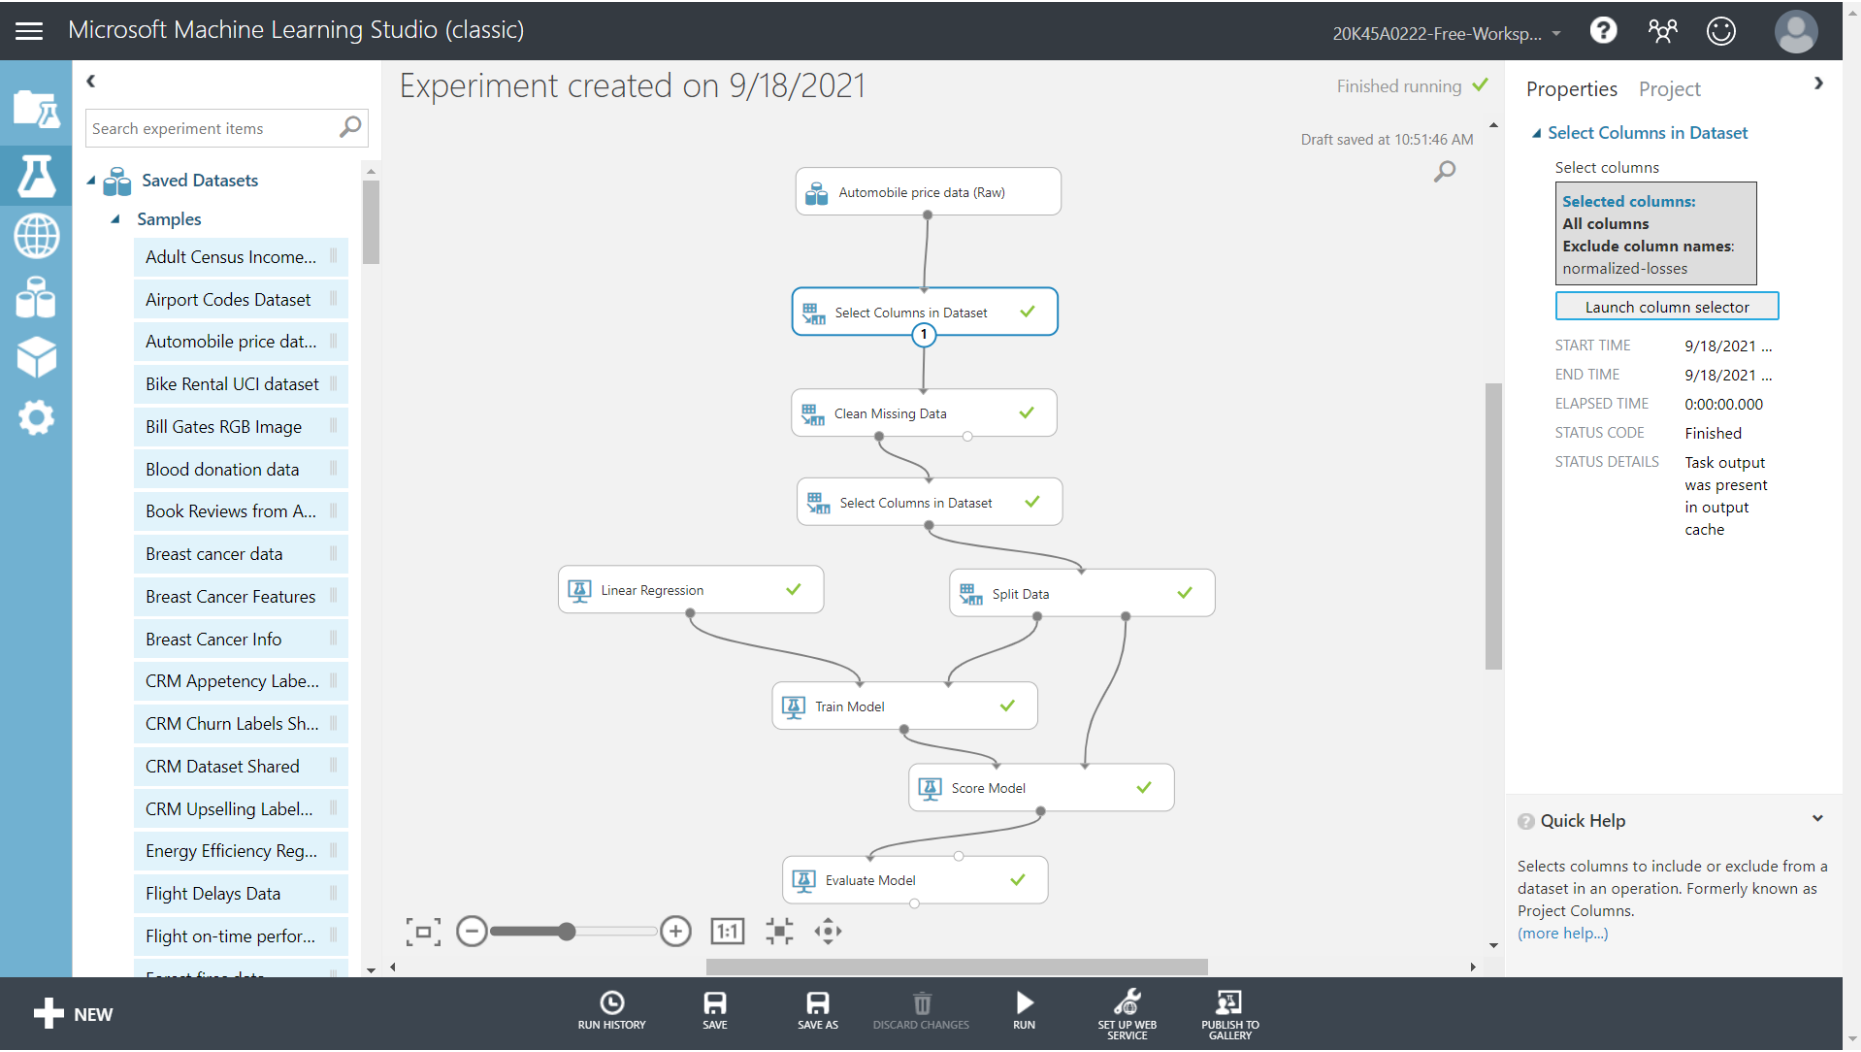 Microsoft Machine Learning Studio (classic)
20K45A0222-Free-Worksp...
?
Search experiment items
Saved Datasets
Samples
Adult Census Income...
Airport Codes Dataset
Automobile price dat...
Bike Rental UCI dataset
Bill Gates RGB Image
Blood donation data
Book Reviews from A...
Breast cancer data
Breast Cancer Features
Breast Cancer Info
CRM Appetency Labe...
CRM Churn Labels Sh...
CRM Dataset Shared
CRM Upselling Label...
Energy Efficiency Reg...
Flight Delays Data
Flight on-time perfor...
Experiment created on 9/18/2021
Finished running
Draft saved at 10:51:46 AM
Automobile price data (Raw)
Select Columns in Dataset
1
Clean Missing Data
Select Columns in Dataset
Linear Regression
Split Data
Train Model
Score Model
Evaluate Model
1:1
Properties Project
Select Columns in Dataset
Select columns
Selected columns:
All columns
Exclude column names:
normalized-losses
Launch column selector
START TIME 9/18/2021 ...
END TIME 9/18/2021 ...
ELAPSED TIME 0:00:00.000
STATUS CODE Finished
STATUS DETAILS Task output
was present
in output
cache
? Quick Help
Selects columns to include or exclude from a
dataset in an operation. Formerly known as
Project Columns.
(more help...)
NEW
RUN HISTORY
SAVE
SAVE AS
DISCARD CHANGES
RUN
SET UP WEB
SERVICE
PUBLISH TO
GALLERY